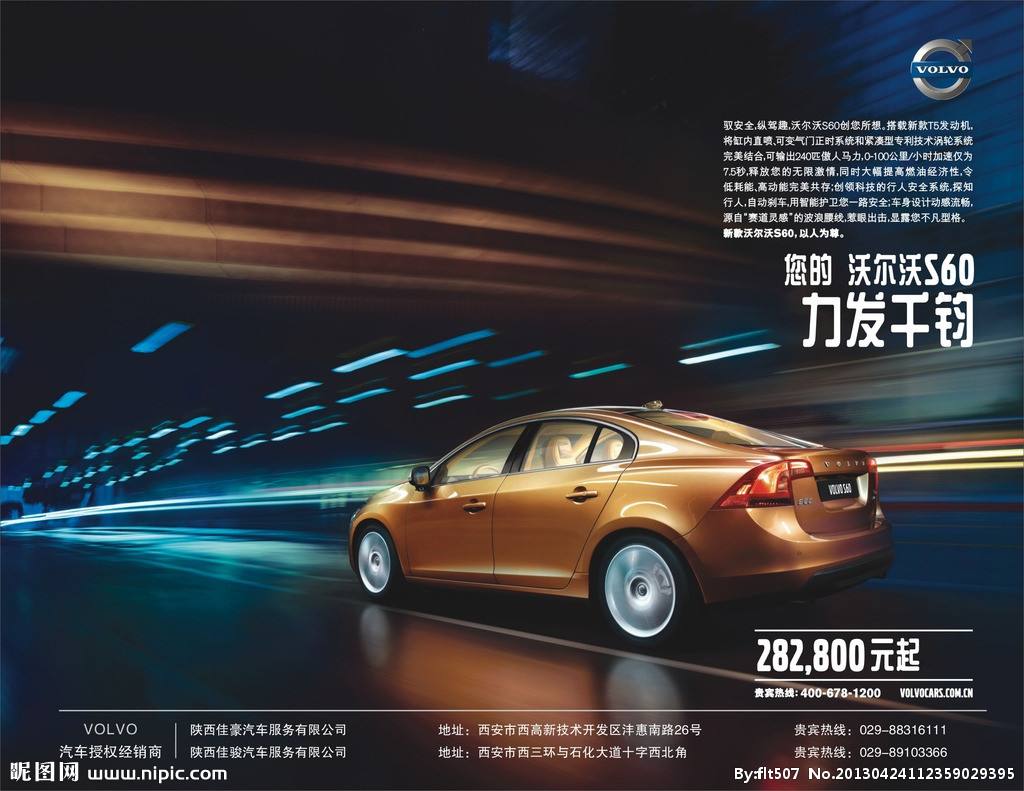 VOLVO
驭安全,纵驾趣,沃尔沃S60创您所想。搭载新款T5发动机,
将缸内直喷、可变气门正时系统和紧凑型专利技术涡轮系统
完美结合,可输出240匹傲人马力,0-100公里/小时加速仅为
7.5秒,释放您的无限激情,同时大幅提高燃油经济性,令
低耗能、高动能完美共存;创领科技的行人安全系统,探知
行人,自动刹车,用智能护卫您一路安全;车身设计动感流畅,
源自“赛道灵感”的波浪腰线,惹眼出击,显露您不凡型格。
新款沃尔沃S60,以人为尊。
您的 沃尔沃S60
力发千钧
VOLVO
VOLVO S60
S60
282,800元起
贵宾热线:400-678-1200 VOLVOCARS.COM.CN
VOLVO 陕西佳豪汽车服务有限公司 地址: 西安市西高新技术开发区沣惠南路26号 贵宾热线: 029-88316111
汽车授权经销商 陕西佳骏汽车服务有限公司 地址: 西安市西三环与石化大道十字西北角 贵宾热线: 029-89103366
昵图网 www.nipic.com By:flt507 No.20130424112359029395